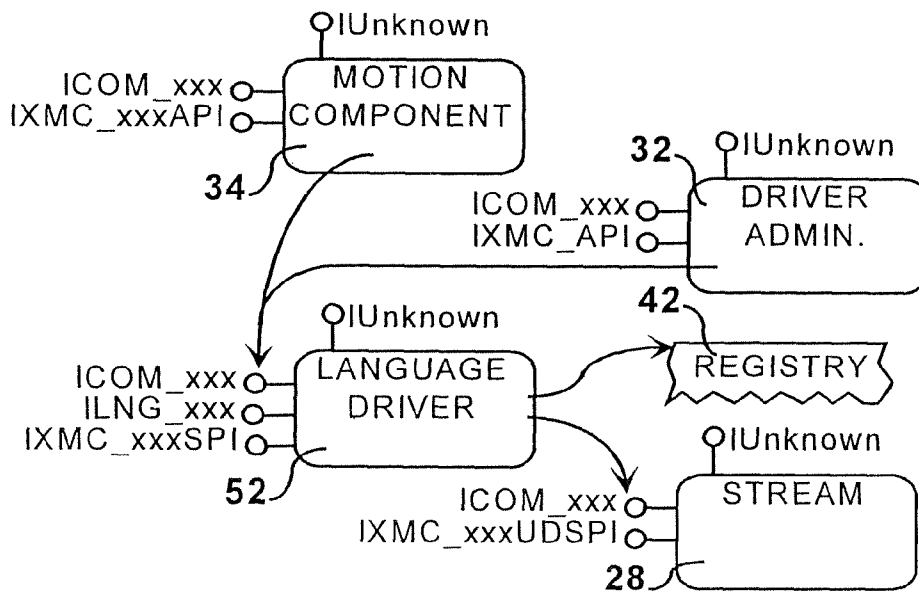 IUnknown
MOTION
COMPONENT
ICOM_xxx
IXMC_xxxAPI
34
32
IUnknown
DRIVER
ADMIN.
ICOM_xxx
IXMC_API
42
IUnknown
REGISTRY
LANGUAGE
DRIVER
ICOM_xxx
ILNG_xxx
IXMC_xxxSPI
52
IUnknown
STREAM
ICOM_xxx
IXMC_xxxUDSPI
28